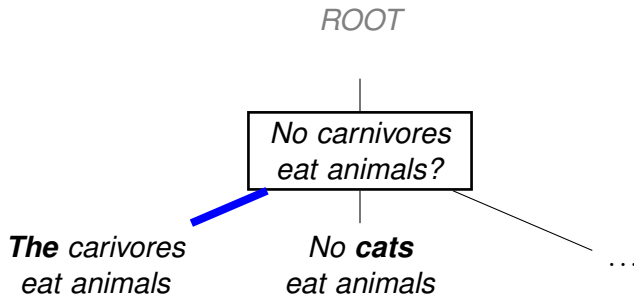 ROOT
No carnivores
eat animals?
The carivores
eat animals
No cats
eat animals
...